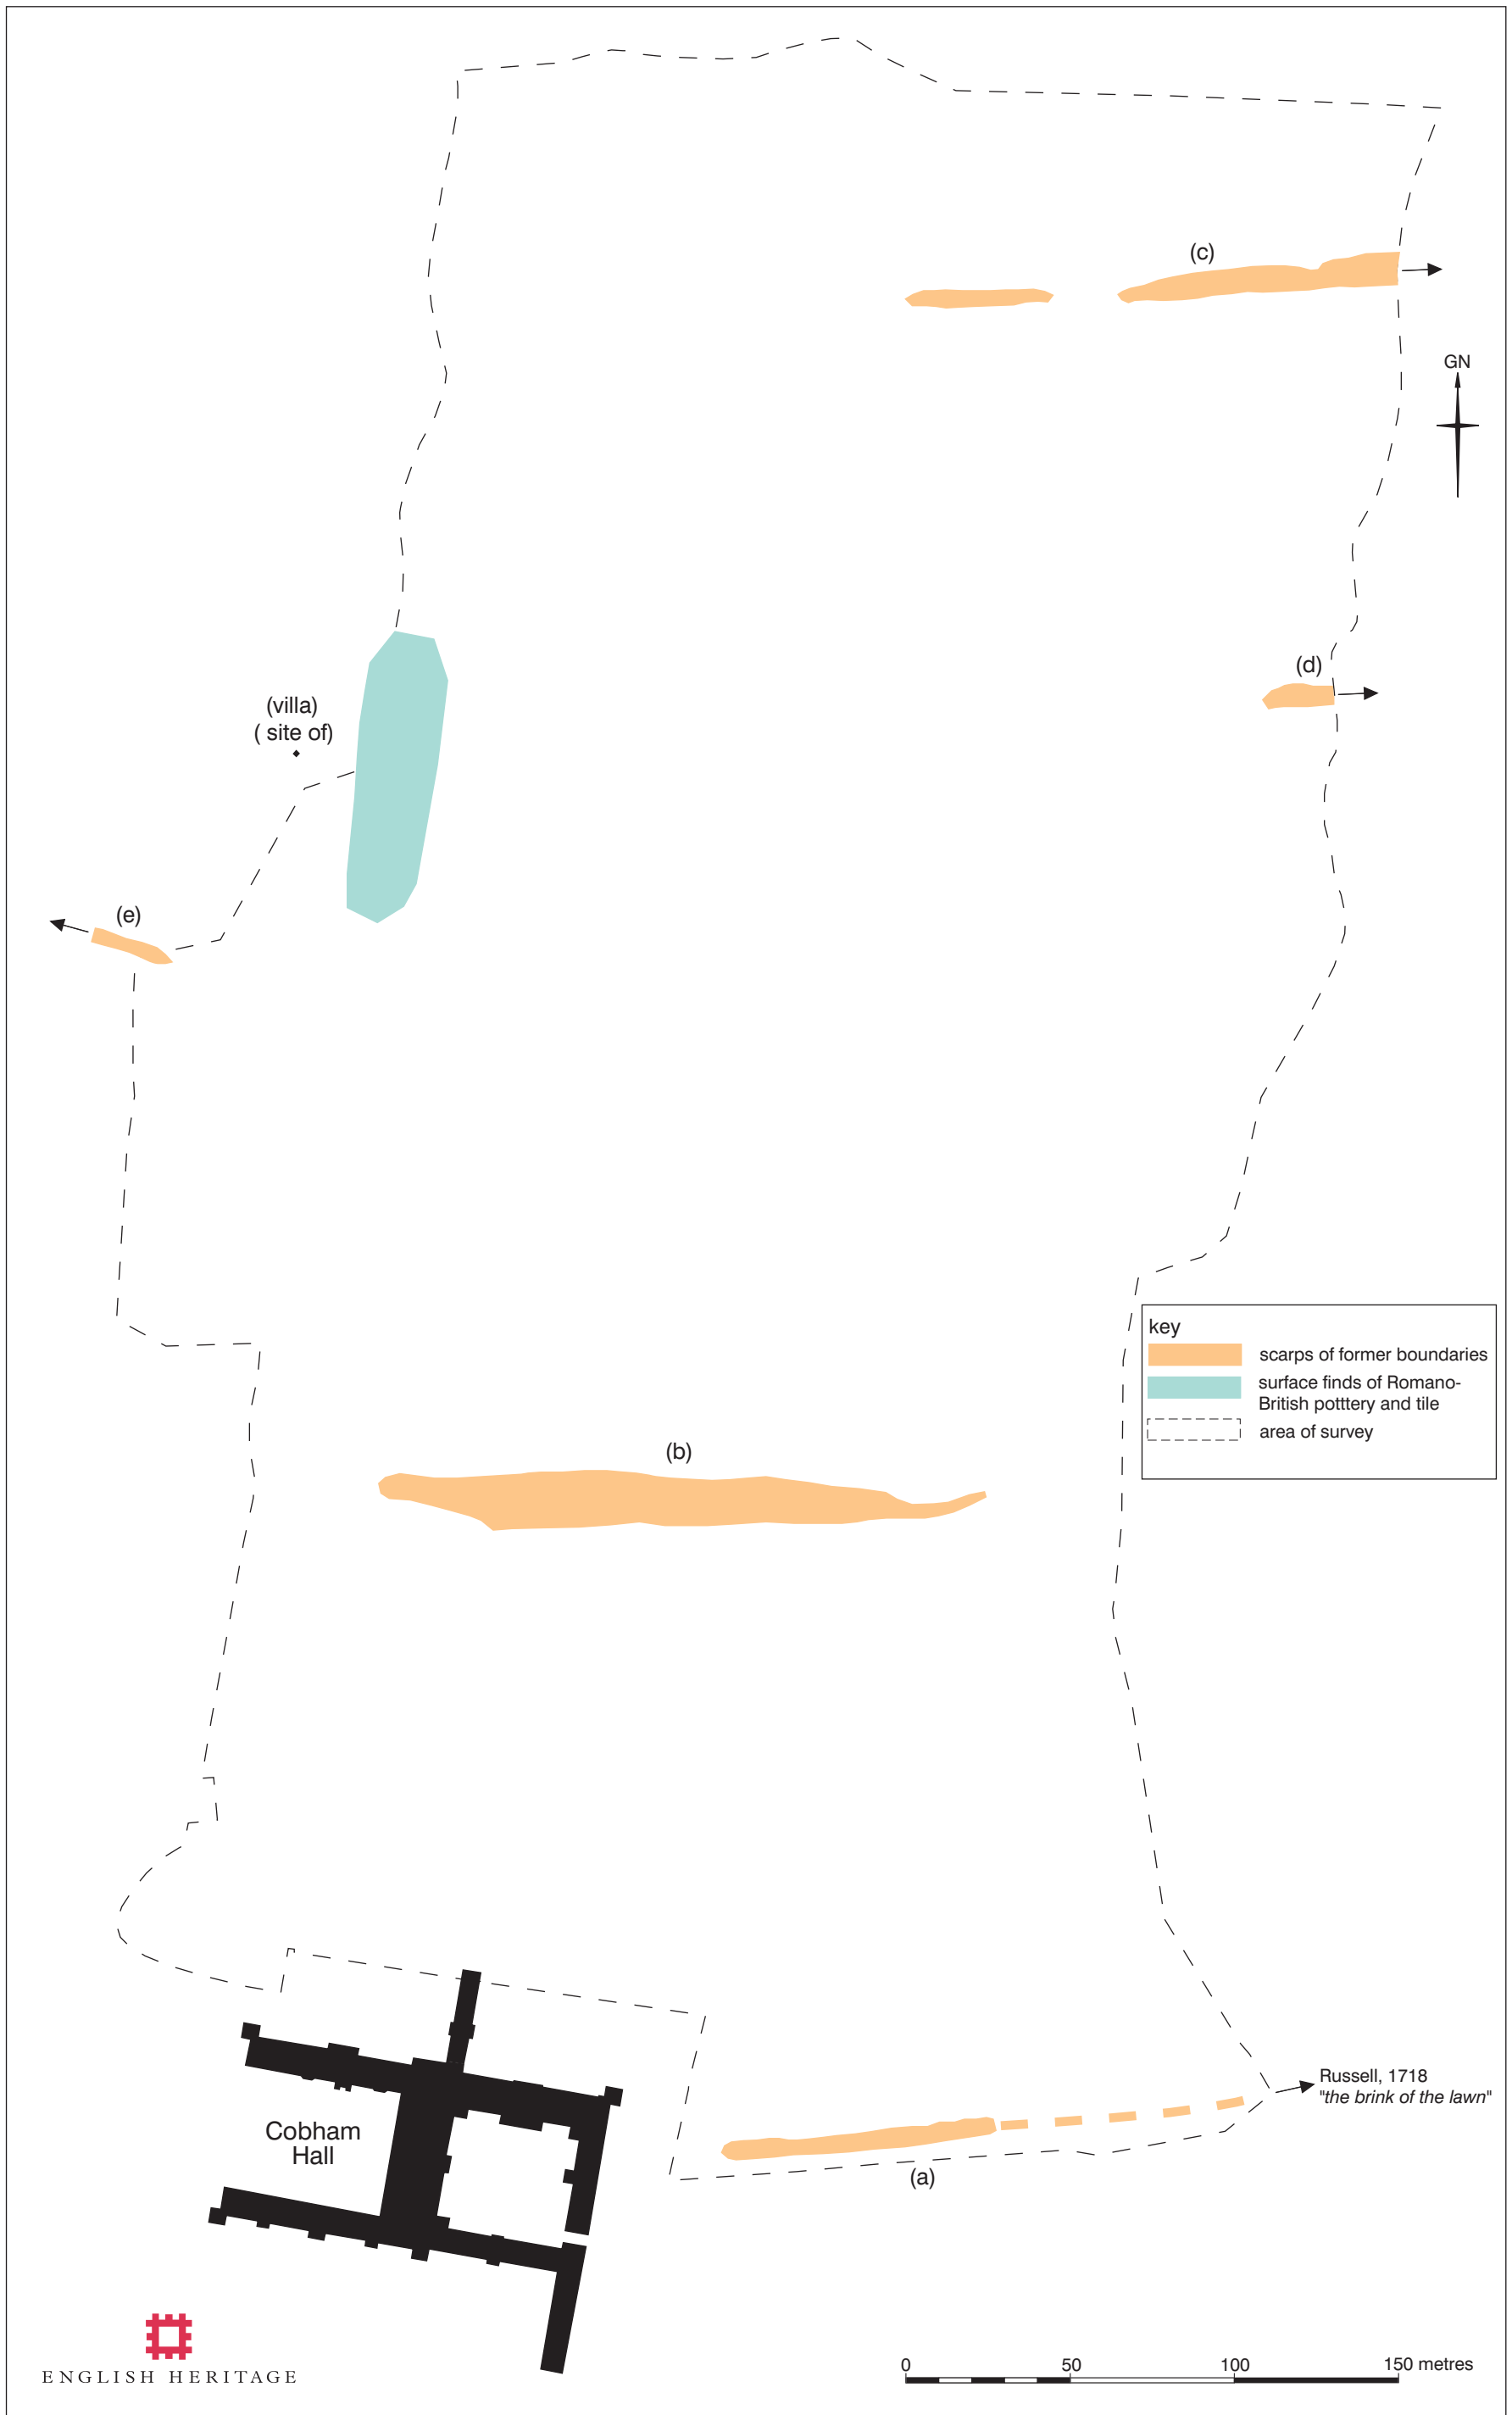 (c)
GN
(d)
(villa)
( site of)
(e)
key
scarps of former boundaries
surface finds of Romano-
British potttery and tile
area of survey
(b)
Russell, 1718
"the brink of the lawn"
Cobham
Hall
(a)
ENGLISH HERITAGE
0 50 100 150 metres